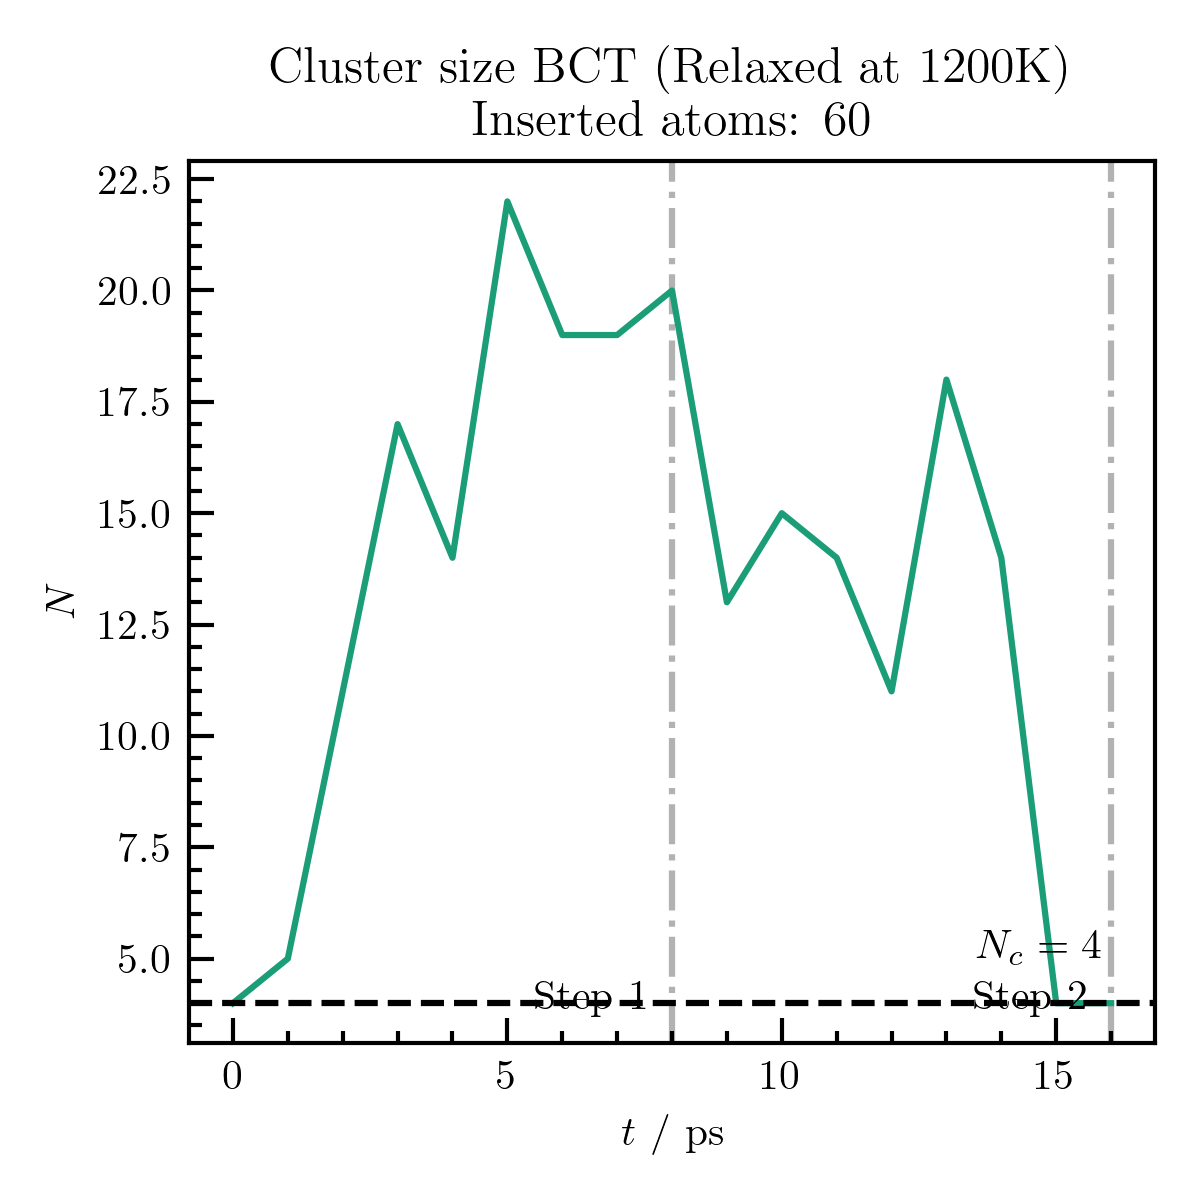 Cluster size BCT (Relaxed at 1200K)
Inserted atoms: 60
22.5
20.0
17.5
15.0
12.5
10.0
7.5
5.0
N
N_c = 4
Step 1
Step 2
0 5 10 15
t / ps